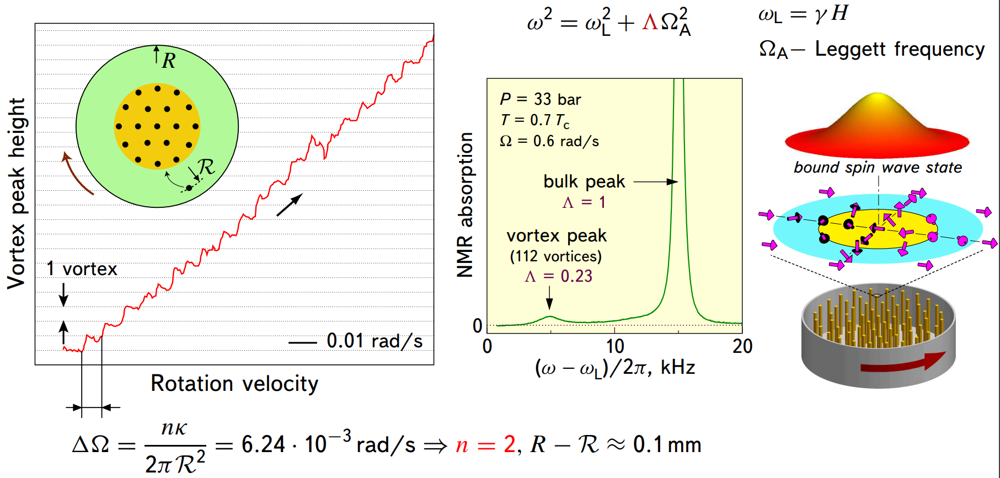 Vortex peak height
R
ℛ
1 vortex
0.01 rad/s
Rotation velocity
ω² = ω_L² + ΛΩ_A²
ω_L = γH
Ω_A – Leggett frequency
NMR absorption
P = 33 bar
T = 0.7 T_c
Ω = 0.6 rad/s
bulk peak
Λ = 1
vortex peak
(112 vortices)
Λ = 0.23
0
0 10 20
(ω − ω_L)/2π, kHz
bound spin wave state
ΔΩ = nκ / 2πℛ² = 6.24 · 10⁻³ rad/s ⇒ n = 2, R − ℛ ≈ 0.1 mm